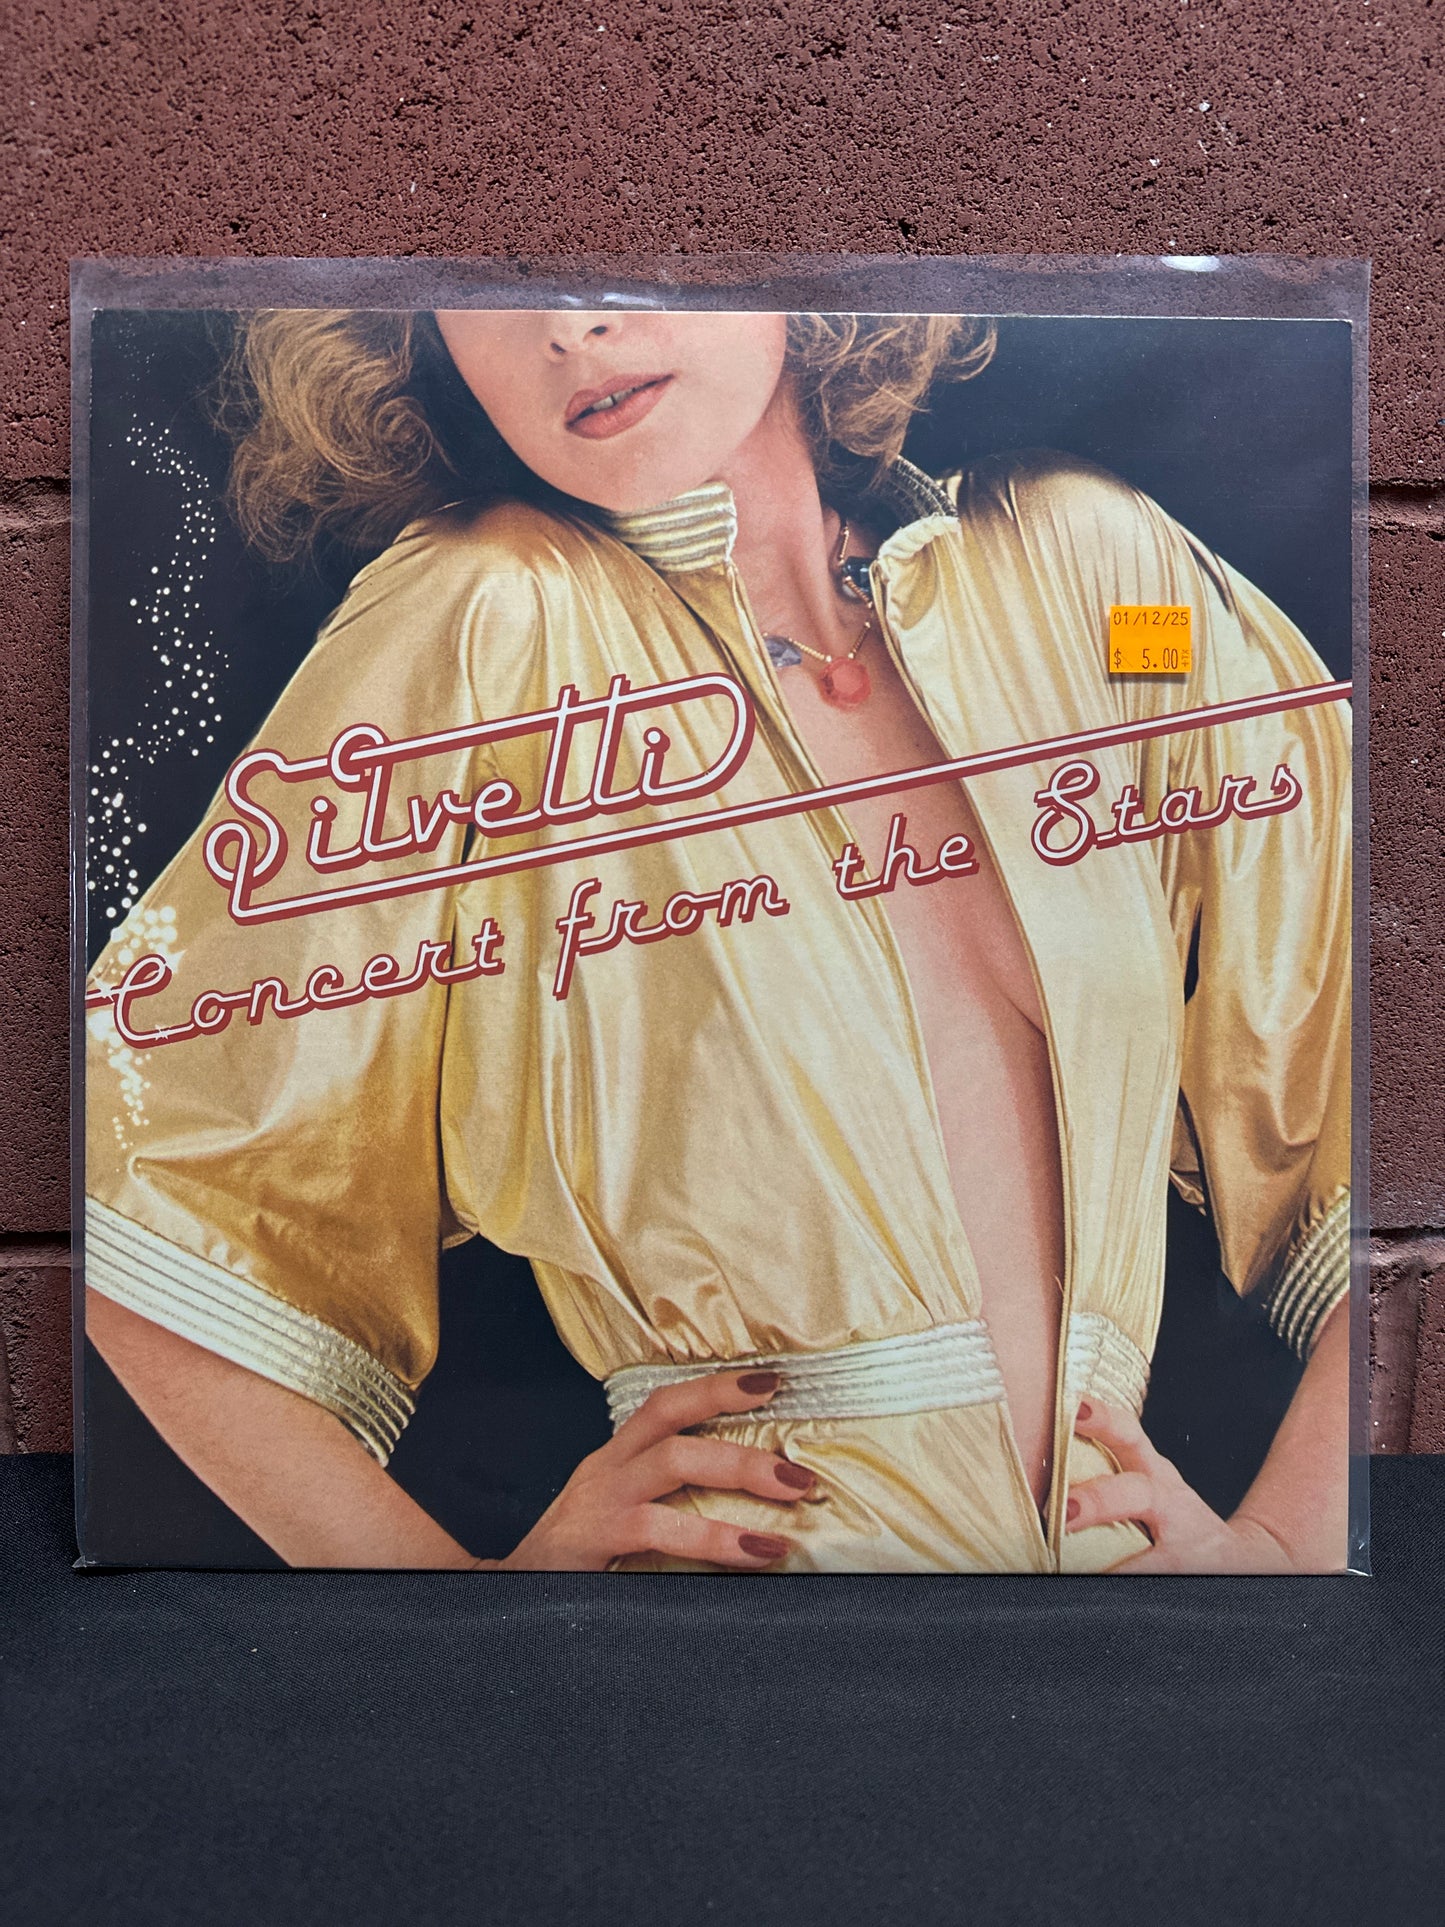 01/12/25
$ 5.00
Silvetti
Concert from the Stars